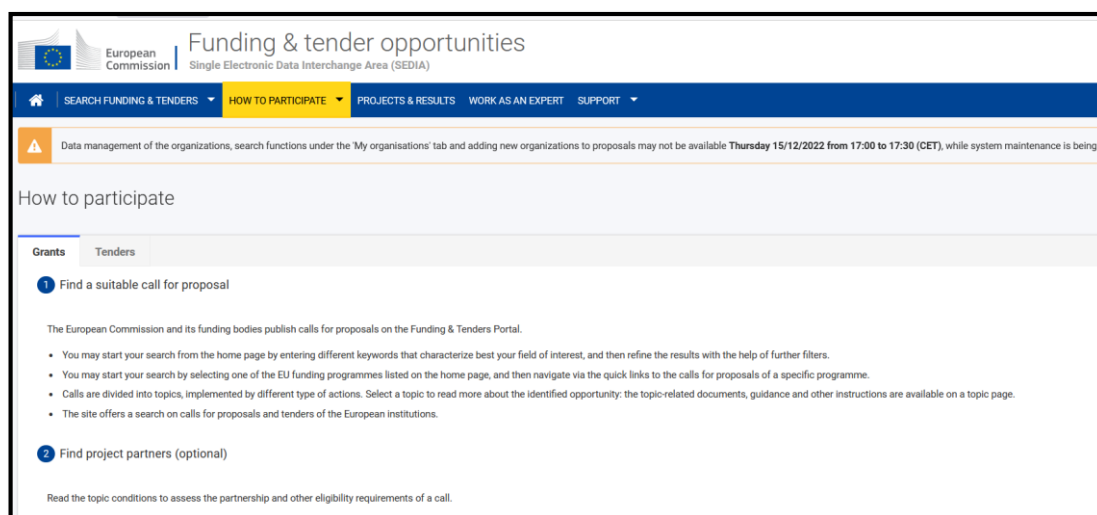 European Commission
Funding & tender opportunities
Single Electronic Data Interchange Area (SEDIA)
SEARCH FUNDING & TENDERS HOW TO PARTICIPATE PROJECTS & RESULTS WORK AS AN EXPERT SUPPORT
Data management of the organizations, search functions under the 'My organisations' tab and adding new organizations to proposals may not be available Thursday 15/12/2022 from 17:00 to 17:30 (CET), while system maintenance is being
How to participate
Grants Tenders
1 Find a suitable call for proposal
The European Commission and its funding bodies publish calls for proposals on the Funding & Tenders Portal.
• You may start your search from the home page by entering different keywords that characterize best your field of interest, and then refine the results with the help of further filters.
• You may start your search by selecting one of the EU funding programmes listed on the home page, and then navigate via the quick links to the calls for proposals of a specific programme.
• Calls are divided into topics, implemented by different type of actions. Select a topic to read more about the identified opportunity: the topic-related documents, guidance and other instructions are available on a topic page.
• The site offers a search on calls for proposals and tenders of the European institutions.
2 Find project partners (optional)
Read the topic conditions to assess the partnership and other eligibility requirements of a call.